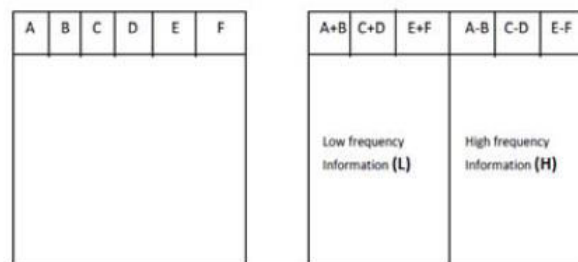 A B C D E F
A+B C+D E+F A-B C-D E-F
Low frequency
Information (L)
High frequency
Information (H)